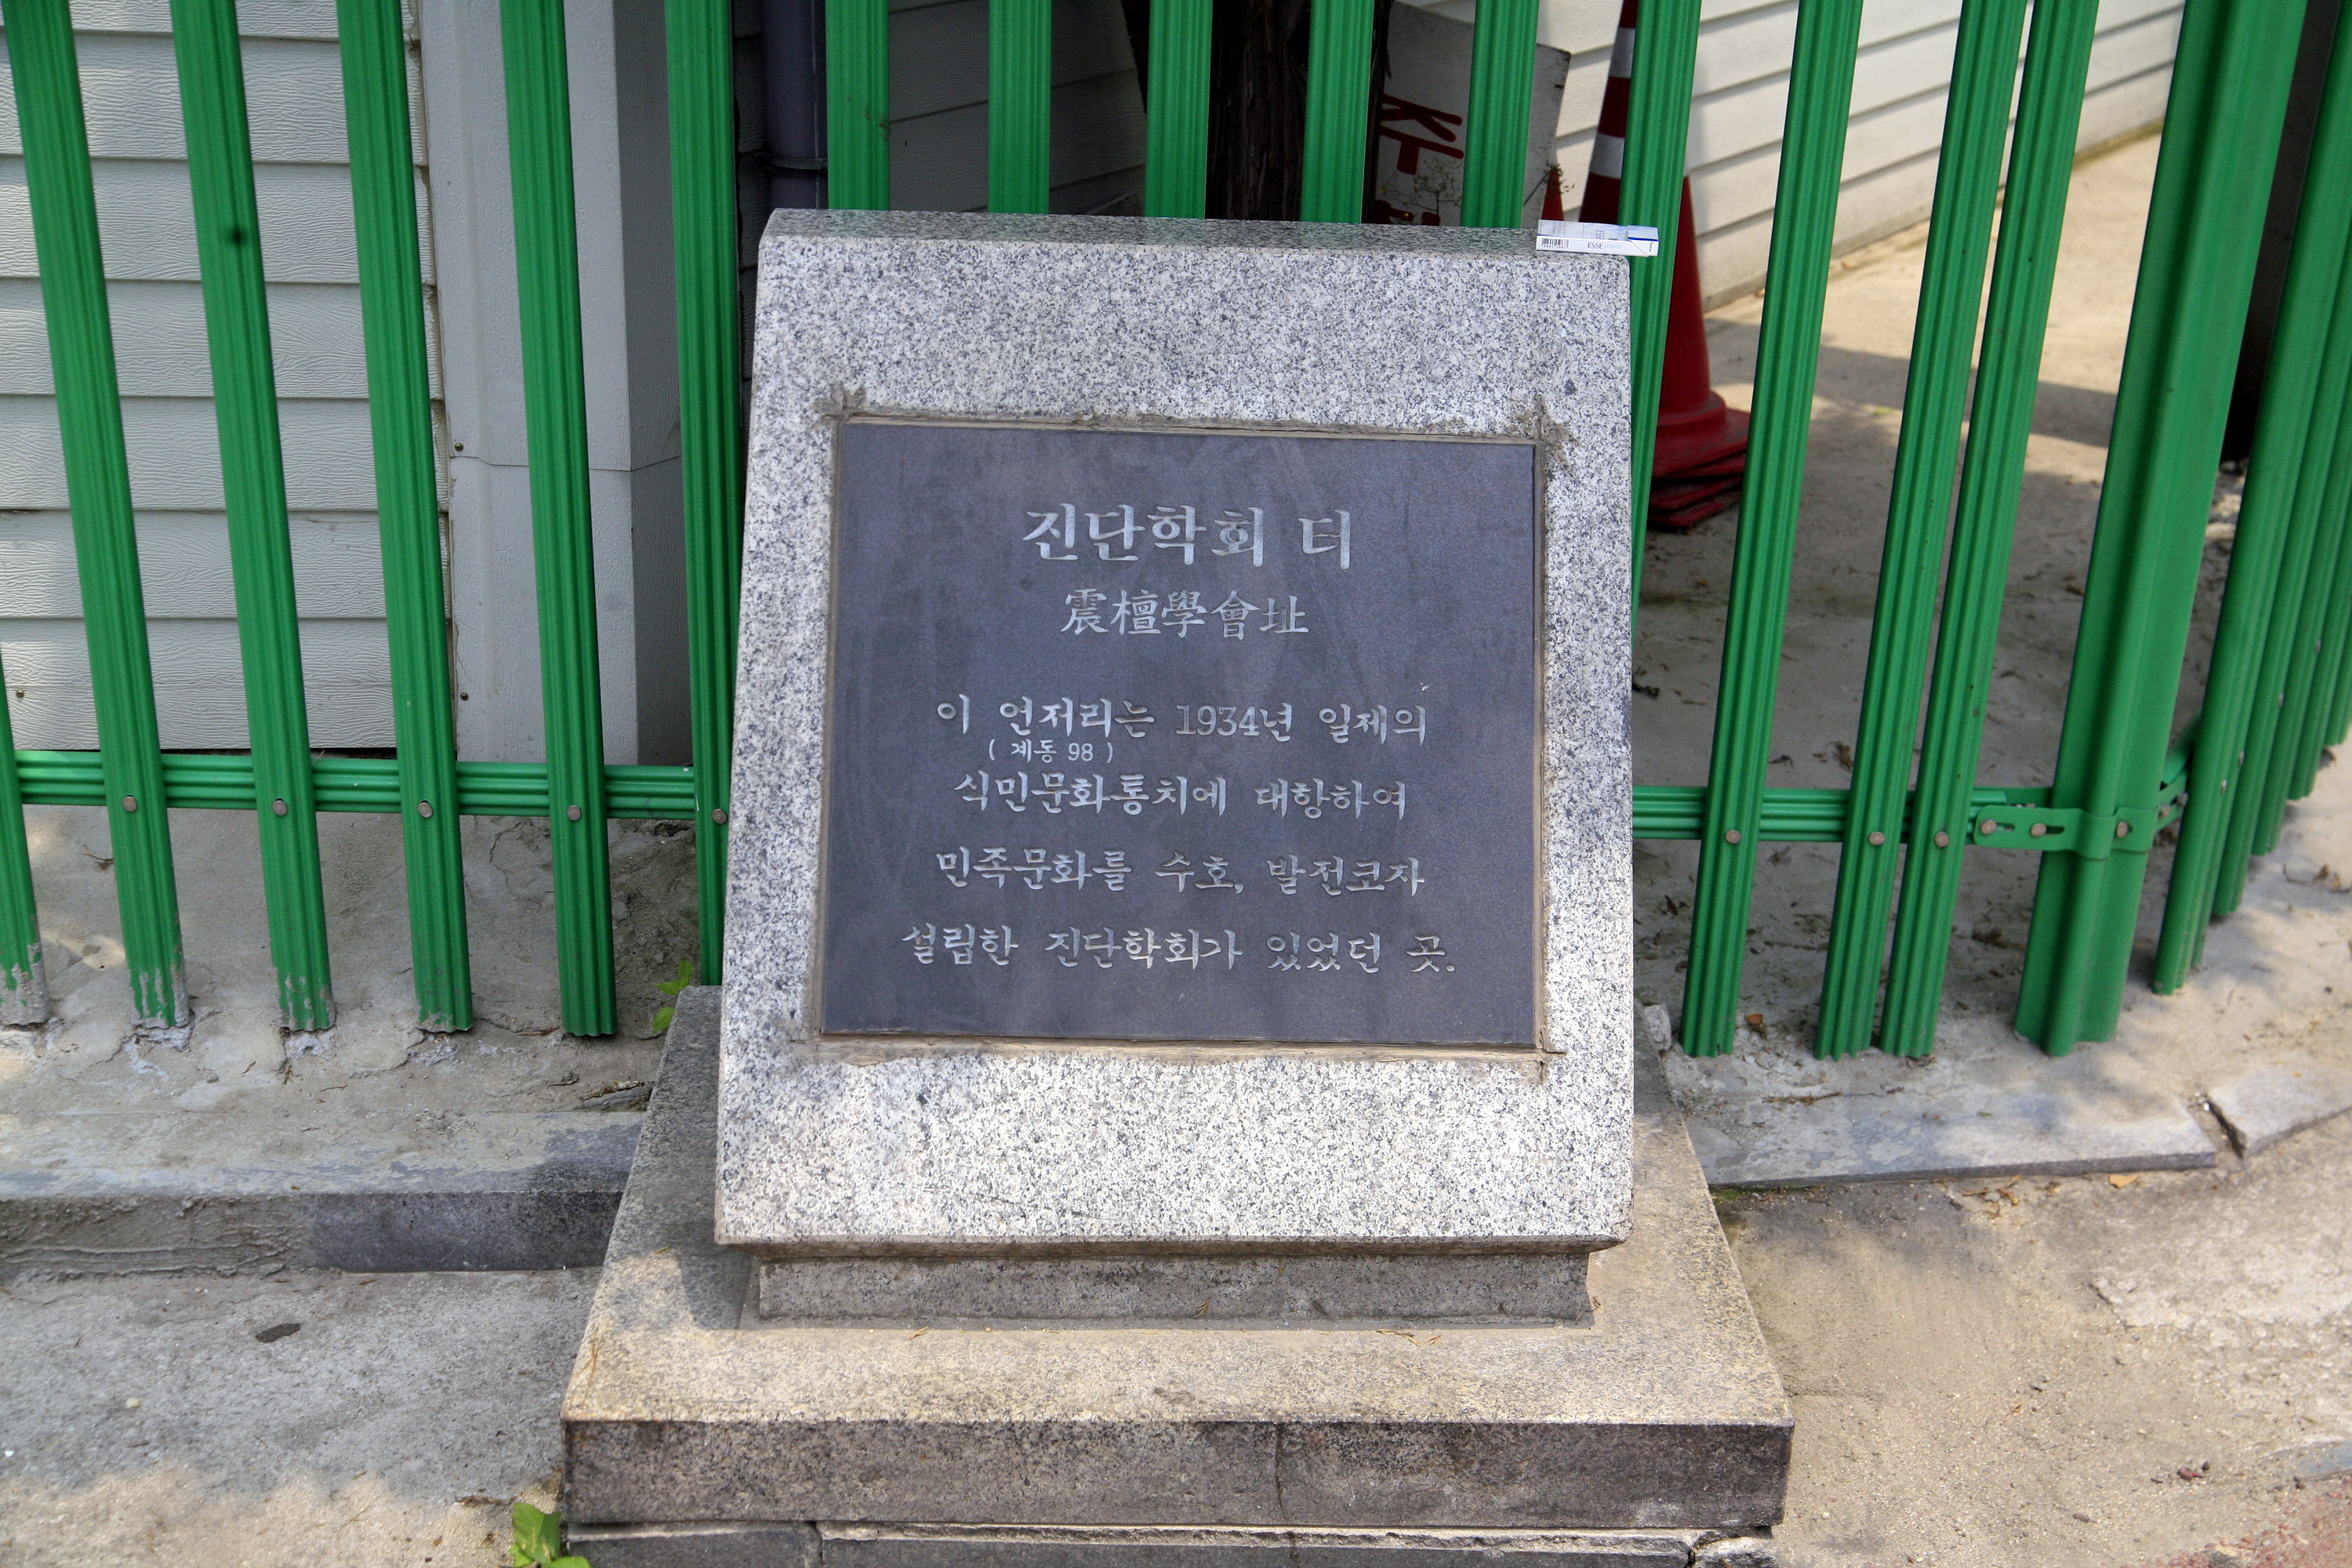 진단학회 터
震檀學會址
이 언저리는 1934년 일제의
( 계동 98 )
식민문화통치에 대항하여
민족문화를 수호, 발전코자
설립한 진단학회가 있었던 곳.
ESSE